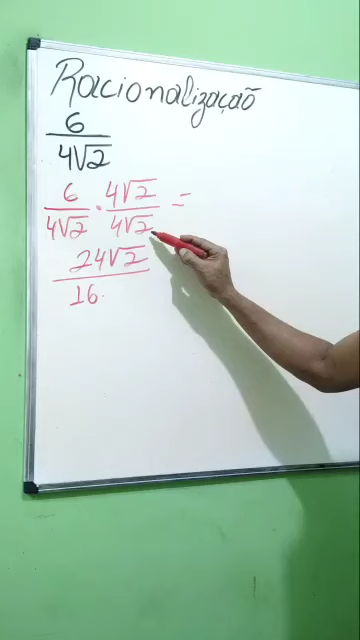 Racionalização
6
4√2
6/4√2 · 4√2/4√2 =
24√2
16·